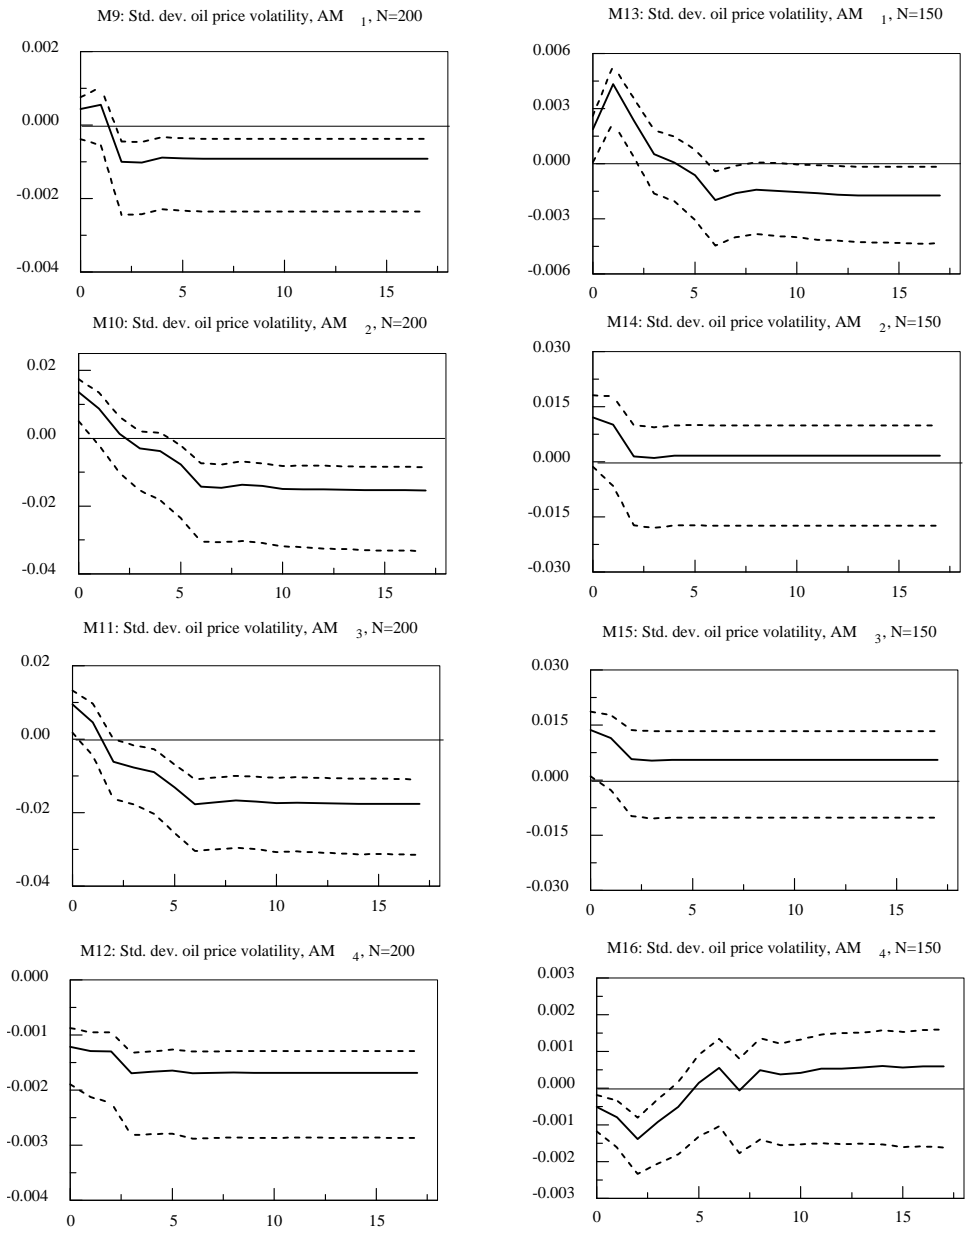 M9: Std. dev. oil price volatility, AM 1, N=200
0.002
0.000
-0.002
-0.004
0 5 10 15
M13: Std. dev. oil price volatility, AM 1, N=150
0.006
0.003
0.000
-0.003
-0.006
0 5 10 15
M10: Std. dev. oil price volatility, AM 2, N=200
0.02
0.00
-0.02
-0.04
0 5 10 15
M14: Std. dev. oil price volatility, AM 2, N=150
0.030
0.015
0.000
-0.015
-0.030
0 5 10 15
M11: Std. dev. oil price volatility, AM 3, N=200
0.02
0.00
-0.02
-0.04
0 5 10 15
M15: Std. dev. oil price volatility, AM 3, N=150
0.030
0.015
0.000
-0.015
-0.030
0 5 10 15
M12: Std. dev. oil price volatility, AM 4, N=200
0.000
-0.001
-0.002
-0.003
-0.004
0 5 10 15
M16: Std. dev. oil price volatility, AM 4, N=150
0.003
0.002
0.001
0.000
-0.001
-0.002
-0.003
0 5 10 15